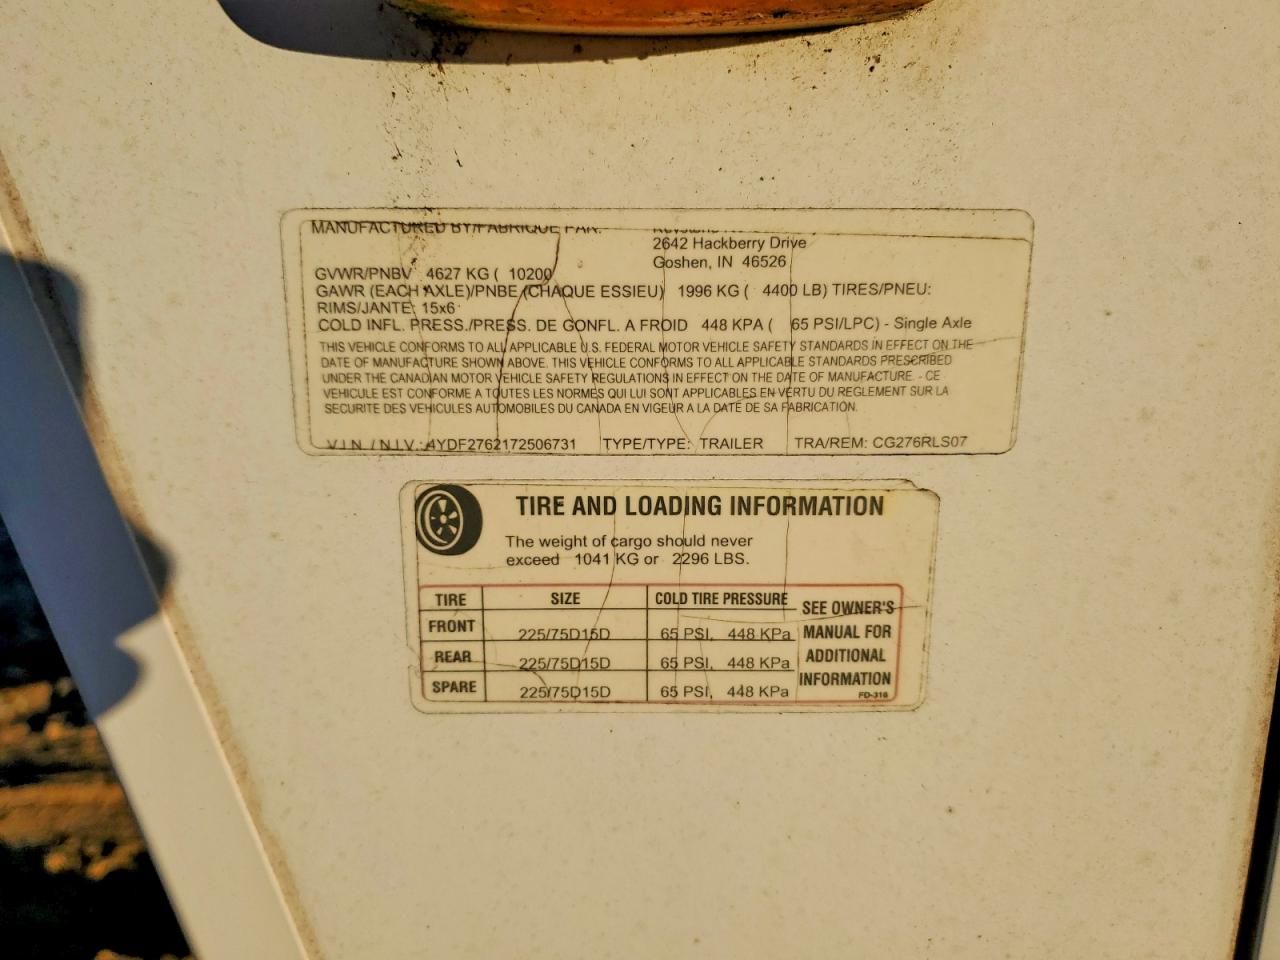 MANUFACTURED BY/FABRIQUE PAR:
2642 Hackberry Drive
Goshen, IN 46526
GVWR/PNBV 4627 KG ( 10200
GAWR (EACH AXLE)/PNBE (CHAQUE ESSIEU) 1996 KG ( 4400 LB) TIRES/PNEU:
RIMS/JANTE: 15x6
COLD INFL. PRESS./PRESS. DE GONFL. A FROID 448 KPA ( 65 PSI/LPC) - Single Axle
THIS VEHICLE CONFORMS TO ALL APPLICABLE U.S. FEDERAL MOTOR VEHICLE SAFETY STANDARDS IN EFFECT ON THE
DATE OF MANUFACTURE SHOWN ABOVE. THIS VEHICLE CONFORMS TO ALL APPLICABLE STANDARDS PRESCRIBED
UNDER THE CANADIAN MOTOR VEHICLE SAFETY REGULATIONS IN EFFECT ON THE DATE OF MANUFACTURE. - CE
VEHICULE EST CONFORME A TOUTES LES NORMES QUI LUI SONT APPLICABLES EN VERTU DU REGLEMENT SUR LA
SECURITE DES VEHICULES AUTOMOBILES DU CANADA EN VIGEUR A LA DATE DE SA FABRICATION.
V.I.N. / N.I.V.: 4YDF2762172506731 TYPE/TYPE: TRAILER TRA/REM: CG276RLS07
TIRE AND LOADING INFORMATION
The weight of cargo should never
exceed 1041 KG or 2296 LBS.
TIRE SIZE COLD TIRE PRESSURE SEE OWNER'S
FRONT 225/75D15D 65 PSI, 448 KPa MANUAL FOR
REAR 225/75D15D 65 PSI, 448 KPa ADDITIONAL
SPARE 225/75D15D 65 PSI, 448 KPa INFORMATION
FD-316